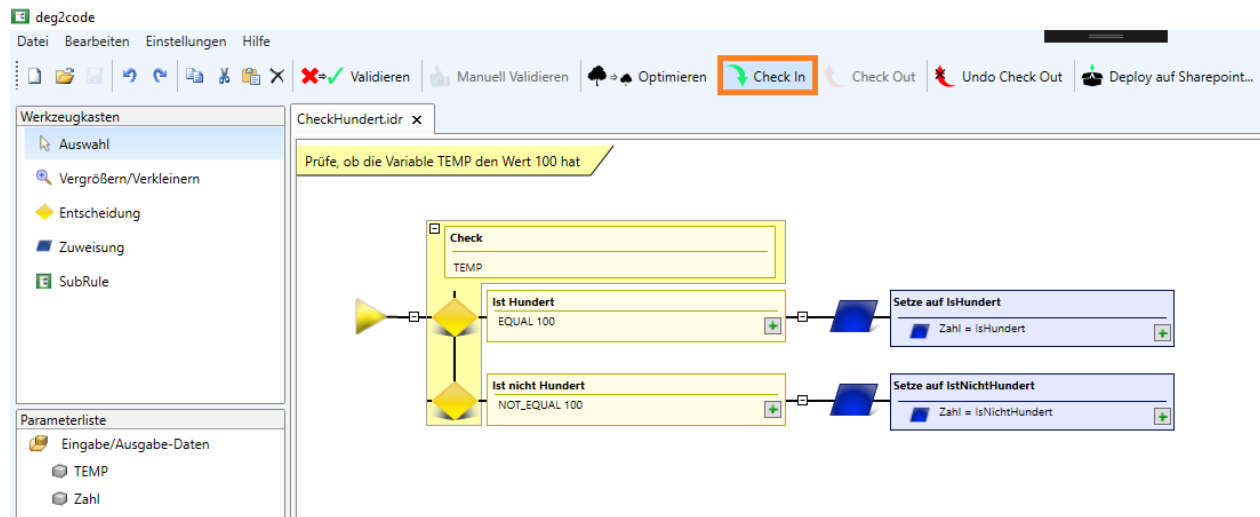 deg2code
Datei Bearbeiten Einstellungen Hilfe
Validieren Manuell Validieren Optimieren Check In Check Out Undo Check Out Deploy auf Sharepoint...
Werkzeugkasten
Auswahl
Vergrößern/Verkleinern
Entscheidung
Zuweisung
SubRule
Parameterliste
Eingabe/Ausgabe-Daten
TEMP
Zahl
CheckHundert.idr
Prüfe, ob die Variable TEMP den Wert 100 hat
Check
TEMP
Ist Hundert
EQUAL 100
Setze auf IsHundert
Zahl = IsHundert
Ist nicht Hundert
NOT_EQUAL 100
Setze auf IstNichtHundert
Zahl = IsNichtHundert